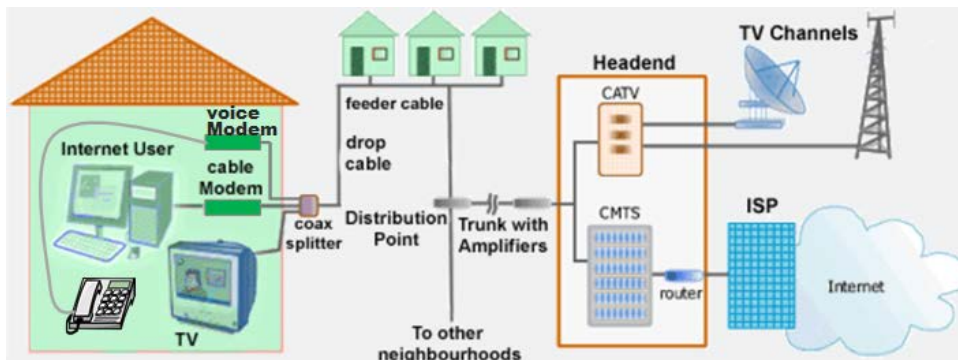 voice
Modem
Internet User
cable
Modem
TV
coax
splitter
feeder cable
drop
cable
Distribution
Point
Trunk with
Amplifiers
To other
neighbourhoods
Headend
CATV
CMTS
router
TV Channels
ISP
Internet